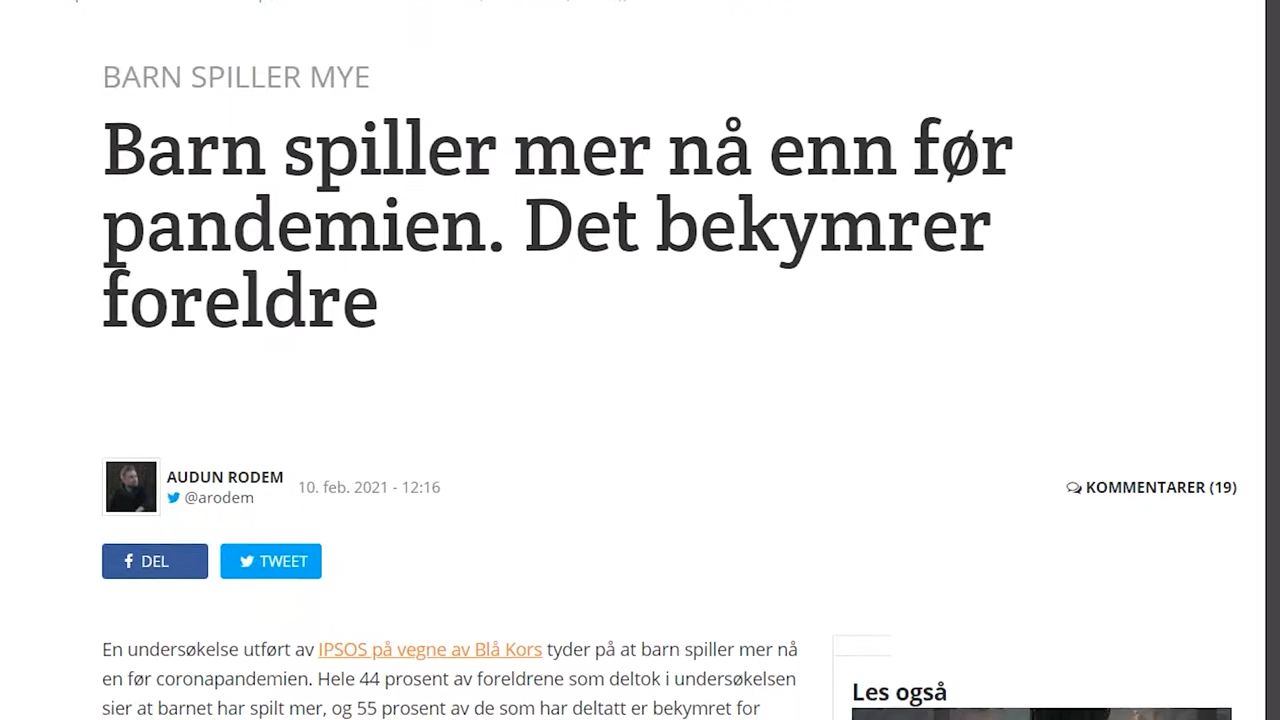 BARN SPILLER MYE
Barn spiller mer nå enn før
pandemien. Det bekymrer
foreldre
AUDUN RODEM
@arodem
10. feb. 2021 - 12:16
KOMMENTARER (19)
DEL
TWEET
En undersøkelse utført av IPSOS på vegne av Blå Kors tyder på at barn spiller mer nå
en før coronapandemien. Hele 44 prosent av foreldrene som deltok i undersøkelsen
sier at barnet har spilt mer, og 55 prosent av de som har deltatt er bekymret for
Les også